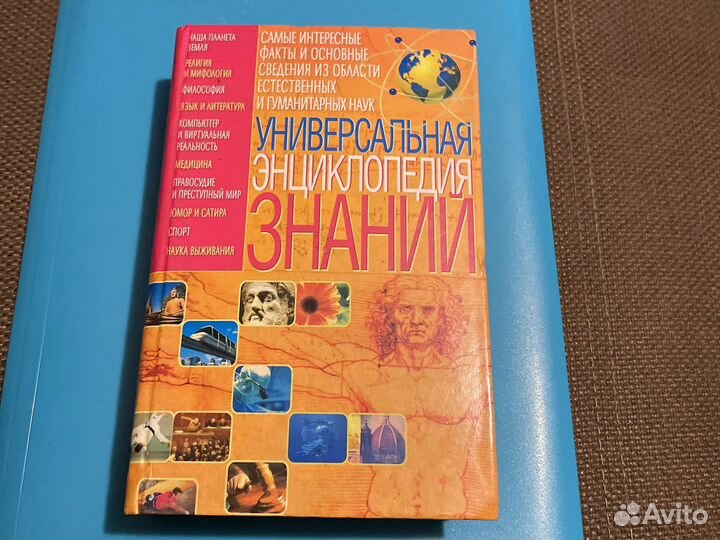 НАША ПЛАНЕТА
ЗЕМЛЯ
РЕЛИГИЯ
И МИФОЛОГИЯ
ФИЛОСОФИЯ
ЯЗЫК И ЛИТЕРАТУРА
КОМПЬЮТЕР
И ВИРТУАЛЬНАЯ
РЕАЛЬНОСТЬ
МЕДИЦИНА
ПРАВОСУДИЕ
И ПРЕСТУПНЫЙ МИР
ЮМОР И САТИРА
СПОРТ
НАУКА ВЫЖИВАНИЯ
САМЫЕ ИНТЕРЕСНЫЕ
ФАКТЫ И ОСНОВНЫЕ
СВЕДЕНИЯ ИЗ ОБЛАСТИ
ЕСТЕСТВЕННЫХ
И ГУМАНИТАРНЫХ НАУК
УНИВЕРСАЛЬНАЯ
ЭНЦИКЛОПЕДИЯ
ЗНАНИЙ
Avito